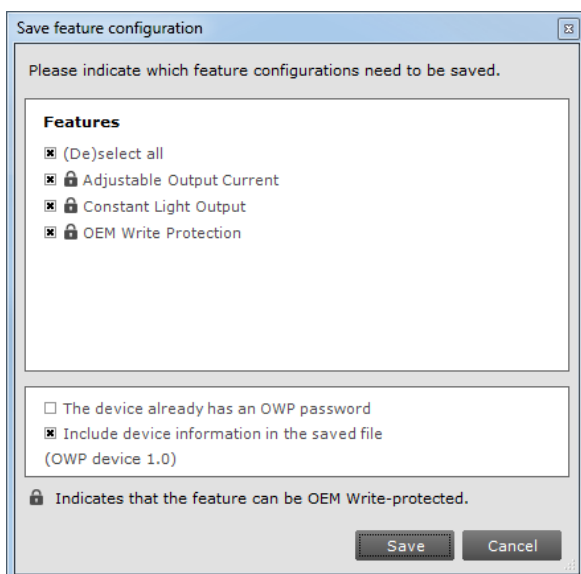 Save feature configuration
Please indicate which feature configurations need to be saved.
Features
(De)select all
Adjustable Output Current
Constant Light Output
OEM Write Protection
The device already has an OWP password
Include device information in the saved file
(OWP device 1.0)
Indicates that the feature can be OEM Write-protected.
Save Cancel